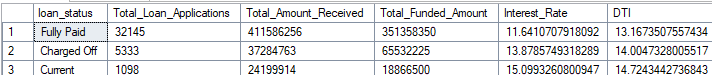 loan_status Total_Loan_Applications Total_Amount_Received Total_Funded_Amount Interest_Rate DTI
1 Fully Paid 32145 411586256 351358350 11.6410707918092 13.1673507557434
2 Charged Off 5333 37284763 65532225 13.8785749318289 14.0047328005517
3 Current 1098 24199914 18866500 15.0993260800947 14.7243442736843